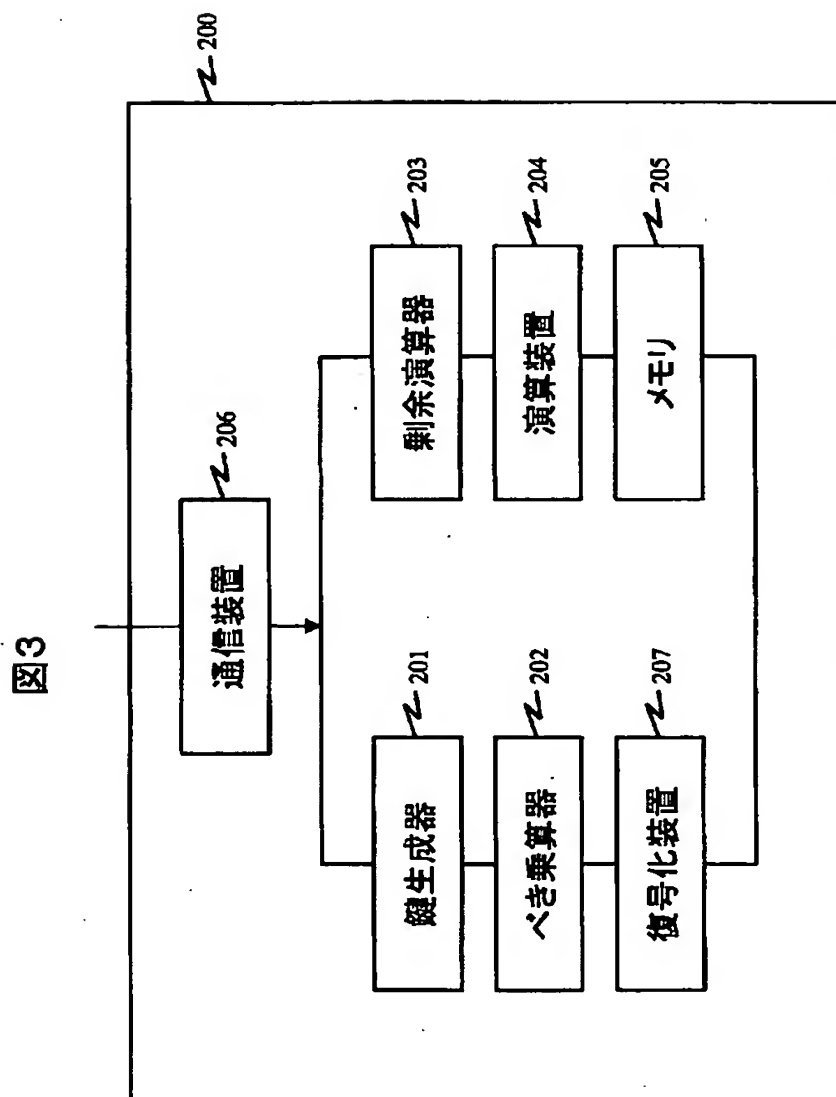 図3
200
通信装置
206
鍵生成器
201
剰余演算器
203
べき乗算器
202
演算装置
204
復号化装置
207
メモリ
205